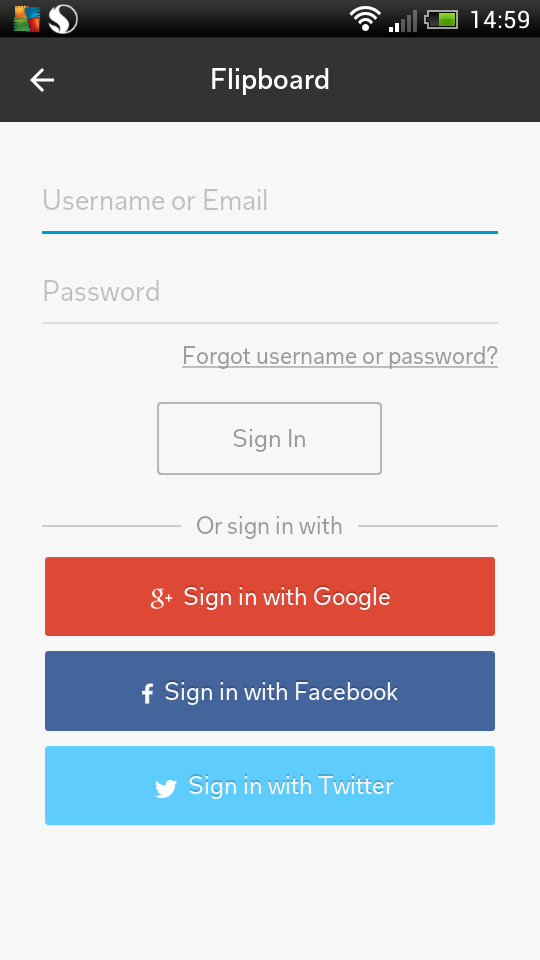 14:59
Flipboard
Username or Email
Password
Forgot username or password?
Sign In
Or sign in with
g+ Sign in with Google
f Sign in with Facebook
Sign in with Twitter